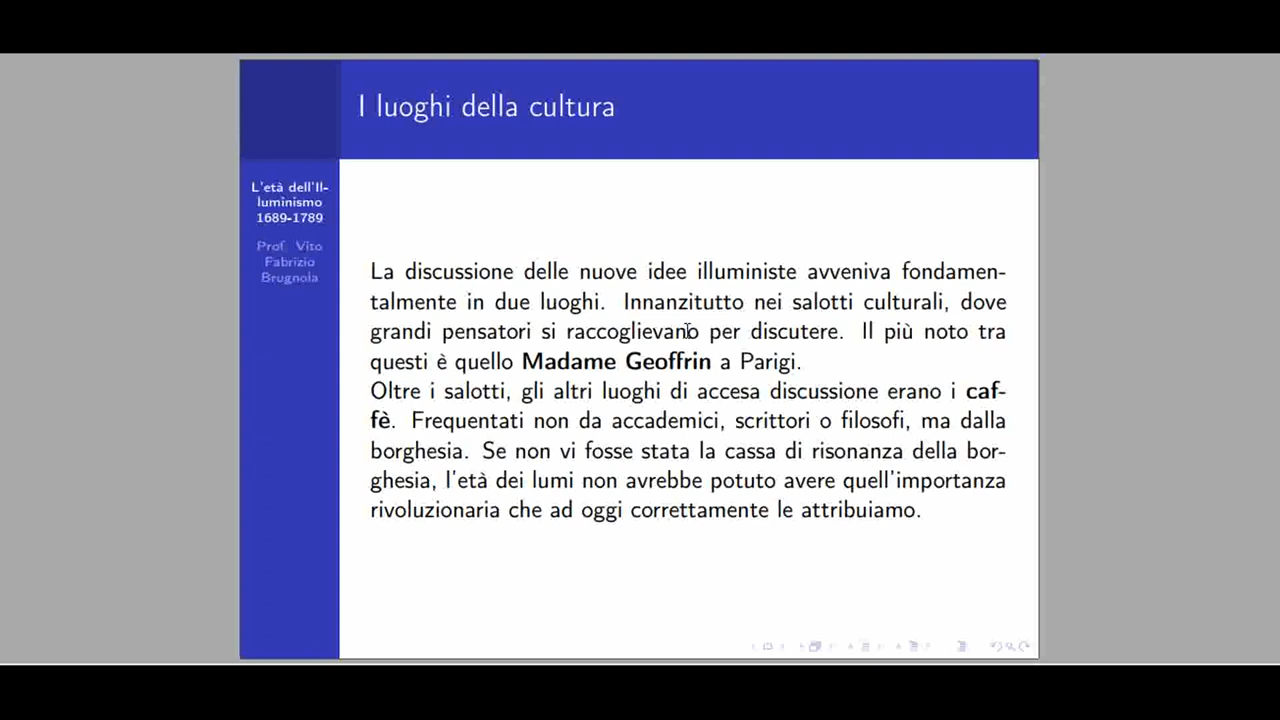 I luoghi della cultura
L'età dell'Il-
luminismo
1689-1789
Prof. Vito
Fabrizio
Brugnola
La discussione delle nuove idee illuministe avveniva fondamen-
talmente in due luoghi. Innanzitutto nei salotti culturali, dove
grandi pensatori si raccoglievano per discutere. Il più noto tra
questi è quello Madame Geoffrin a Parigi.
Oltre i salotti, gli altri luoghi di accesa discussione erano i caf-
fè. Frequentati non da accademici, scrittori o filosofi, ma dalla
borghesia. Se non vi fosse stata la cassa di risonanza della bor-
ghesia, l'età dei lumi non avrebbe potuto avere quell'importanza
rivoluzionaria che ad oggi correttamente le attribuiamo.